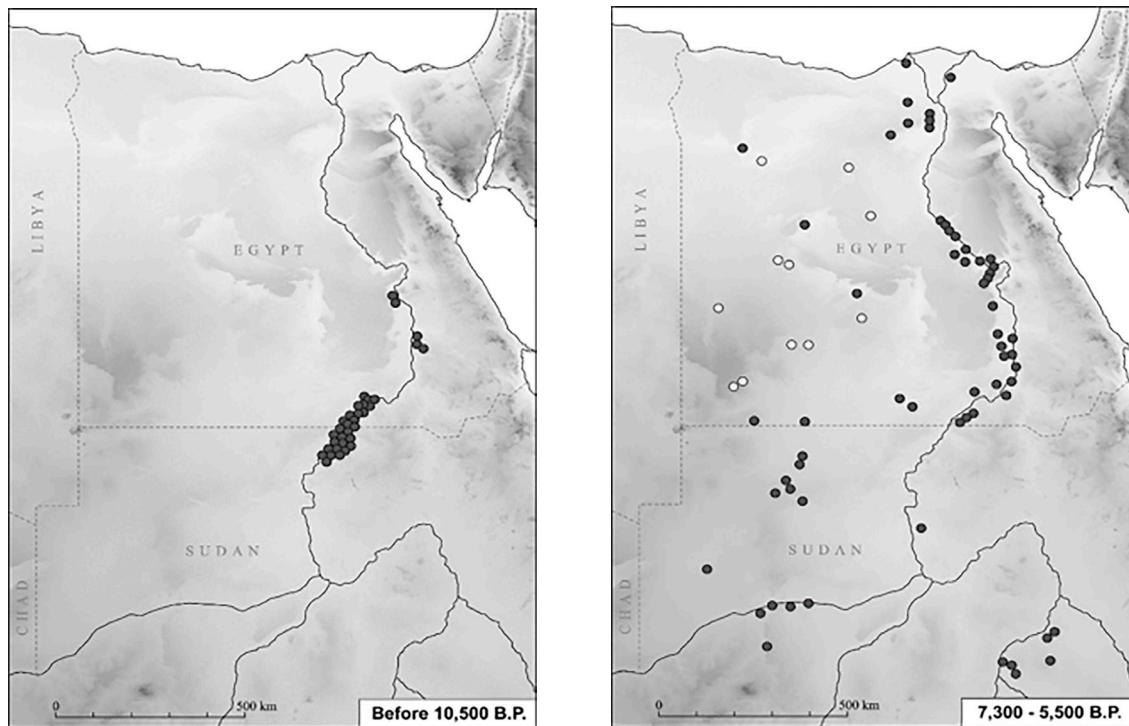 LIBYA
EGYPT
SUDAN
CHAD
0 500 km
Before 10,500 B.P.
LIBYA
EGYPT
SUDAN
CHAD
0 500 km
7,300 - 5,500 B.P.